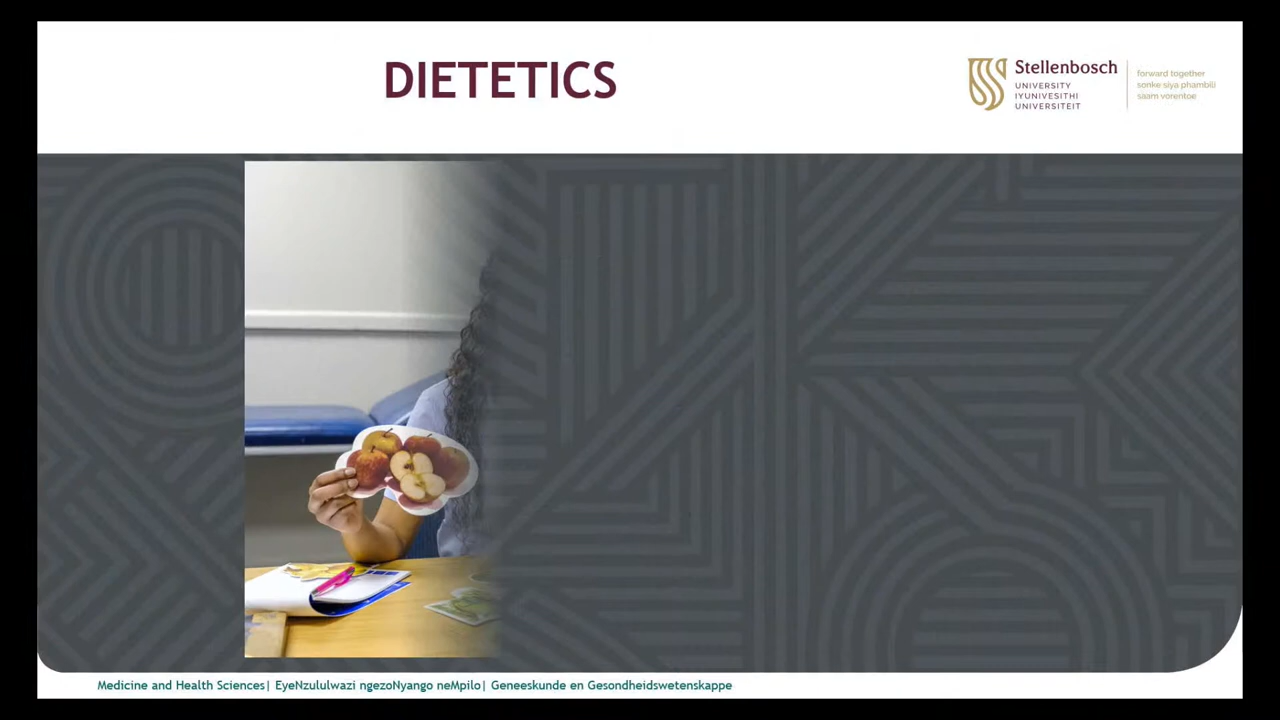 DIETETICS
Stellenbosch
UNIVERSITY
IYUNIVESITHI
UNIVERSITEIT
forward together
sonke siya phambili
saam vorentoe
Medicine and Health Sciences| EyeNzululwazi ngezoNyango neMpilo| Geneeskunde en Gesondheidswetenskappe